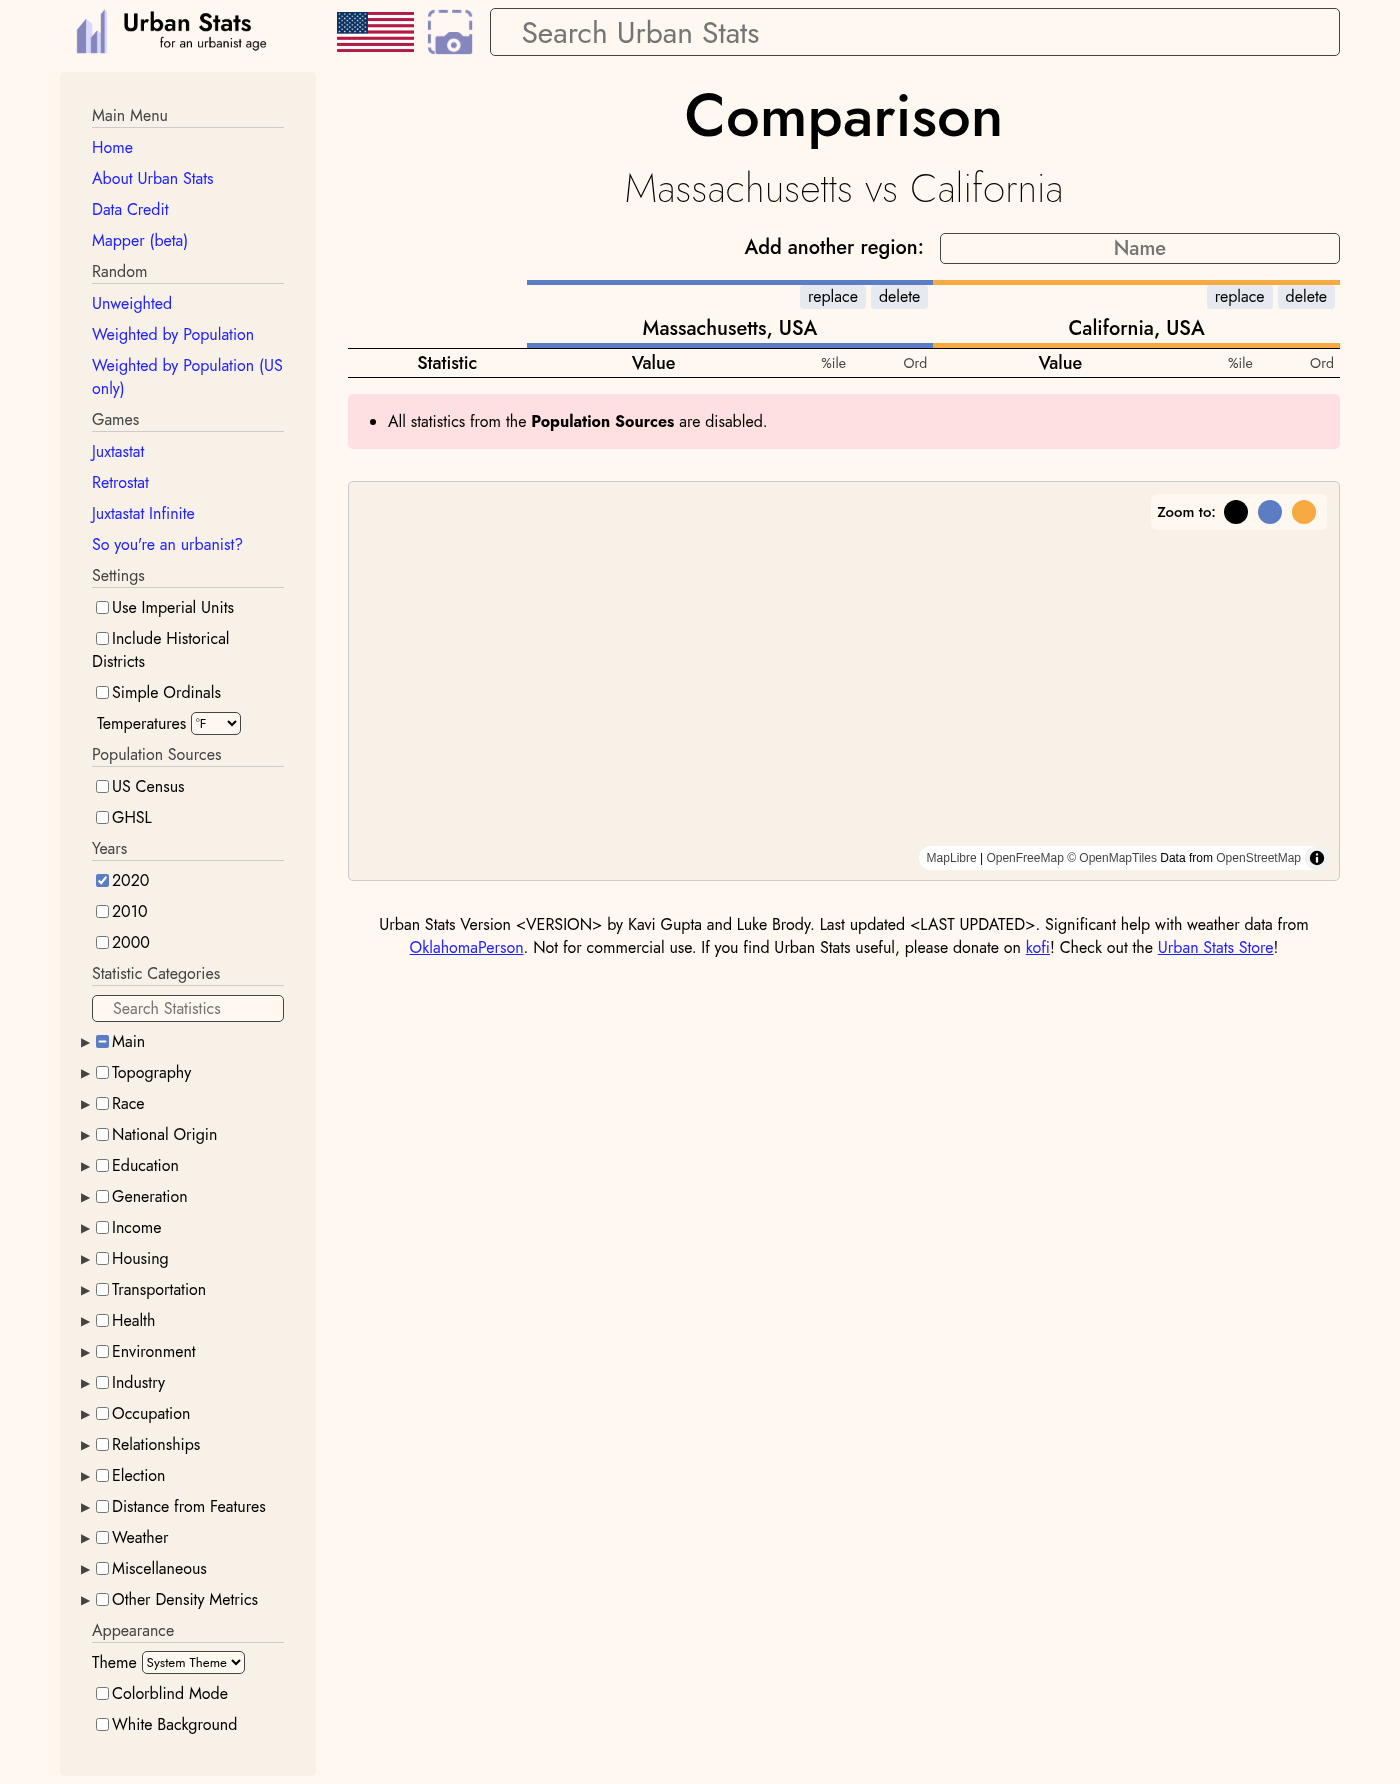 Urban Stats
for an urbanist age
Search Urban Stats
Main Menu
Home
About Urban Stats
Data Credit
Mapper (beta)
Random
Unweighted
Weighted by Population
Weighted by Population (US
only)
Games
Juxtastat
Retrostat
Juxtastat Infinite
So you're an urbanist?
Settings
Use Imperial Units
Include Historical
Districts
Simple Ordinals
Temperatures °F
Population Sources
US Census
GHSL
Years
2020
2010
2000
Statistic Categories
Search Statistics
Main
Topography
Race
National Origin
Education
Generation
Income
Housing
Transportation
Health
Environment
Industry
Occupation
Relationships
Election
Distance from Features
Weather
Miscellaneous
Other Density Metrics
Appearance
Theme System Theme
Colorblind Mode
White Background
Comparison
Massachusetts vs California
Add another region: Name
replace delete replace delete
Massachusetts, USA California, USA
Statistic Value %ile Ord Value %ile Ord
• All statistics from the Population Sources are disabled.
Zoom to:
MapLibre | OpenFreeMap © OpenMapTiles Data from OpenStreetMap
Urban Stats Version <VERSION> by Kavi Gupta and Luke Brody. Last updated <LAST UPDATED>. Significant help with weather data from
OklahomaPerson. Not for commercial use. If you find Urban Stats useful, please donate on kofi! Check out the Urban Stats Store!